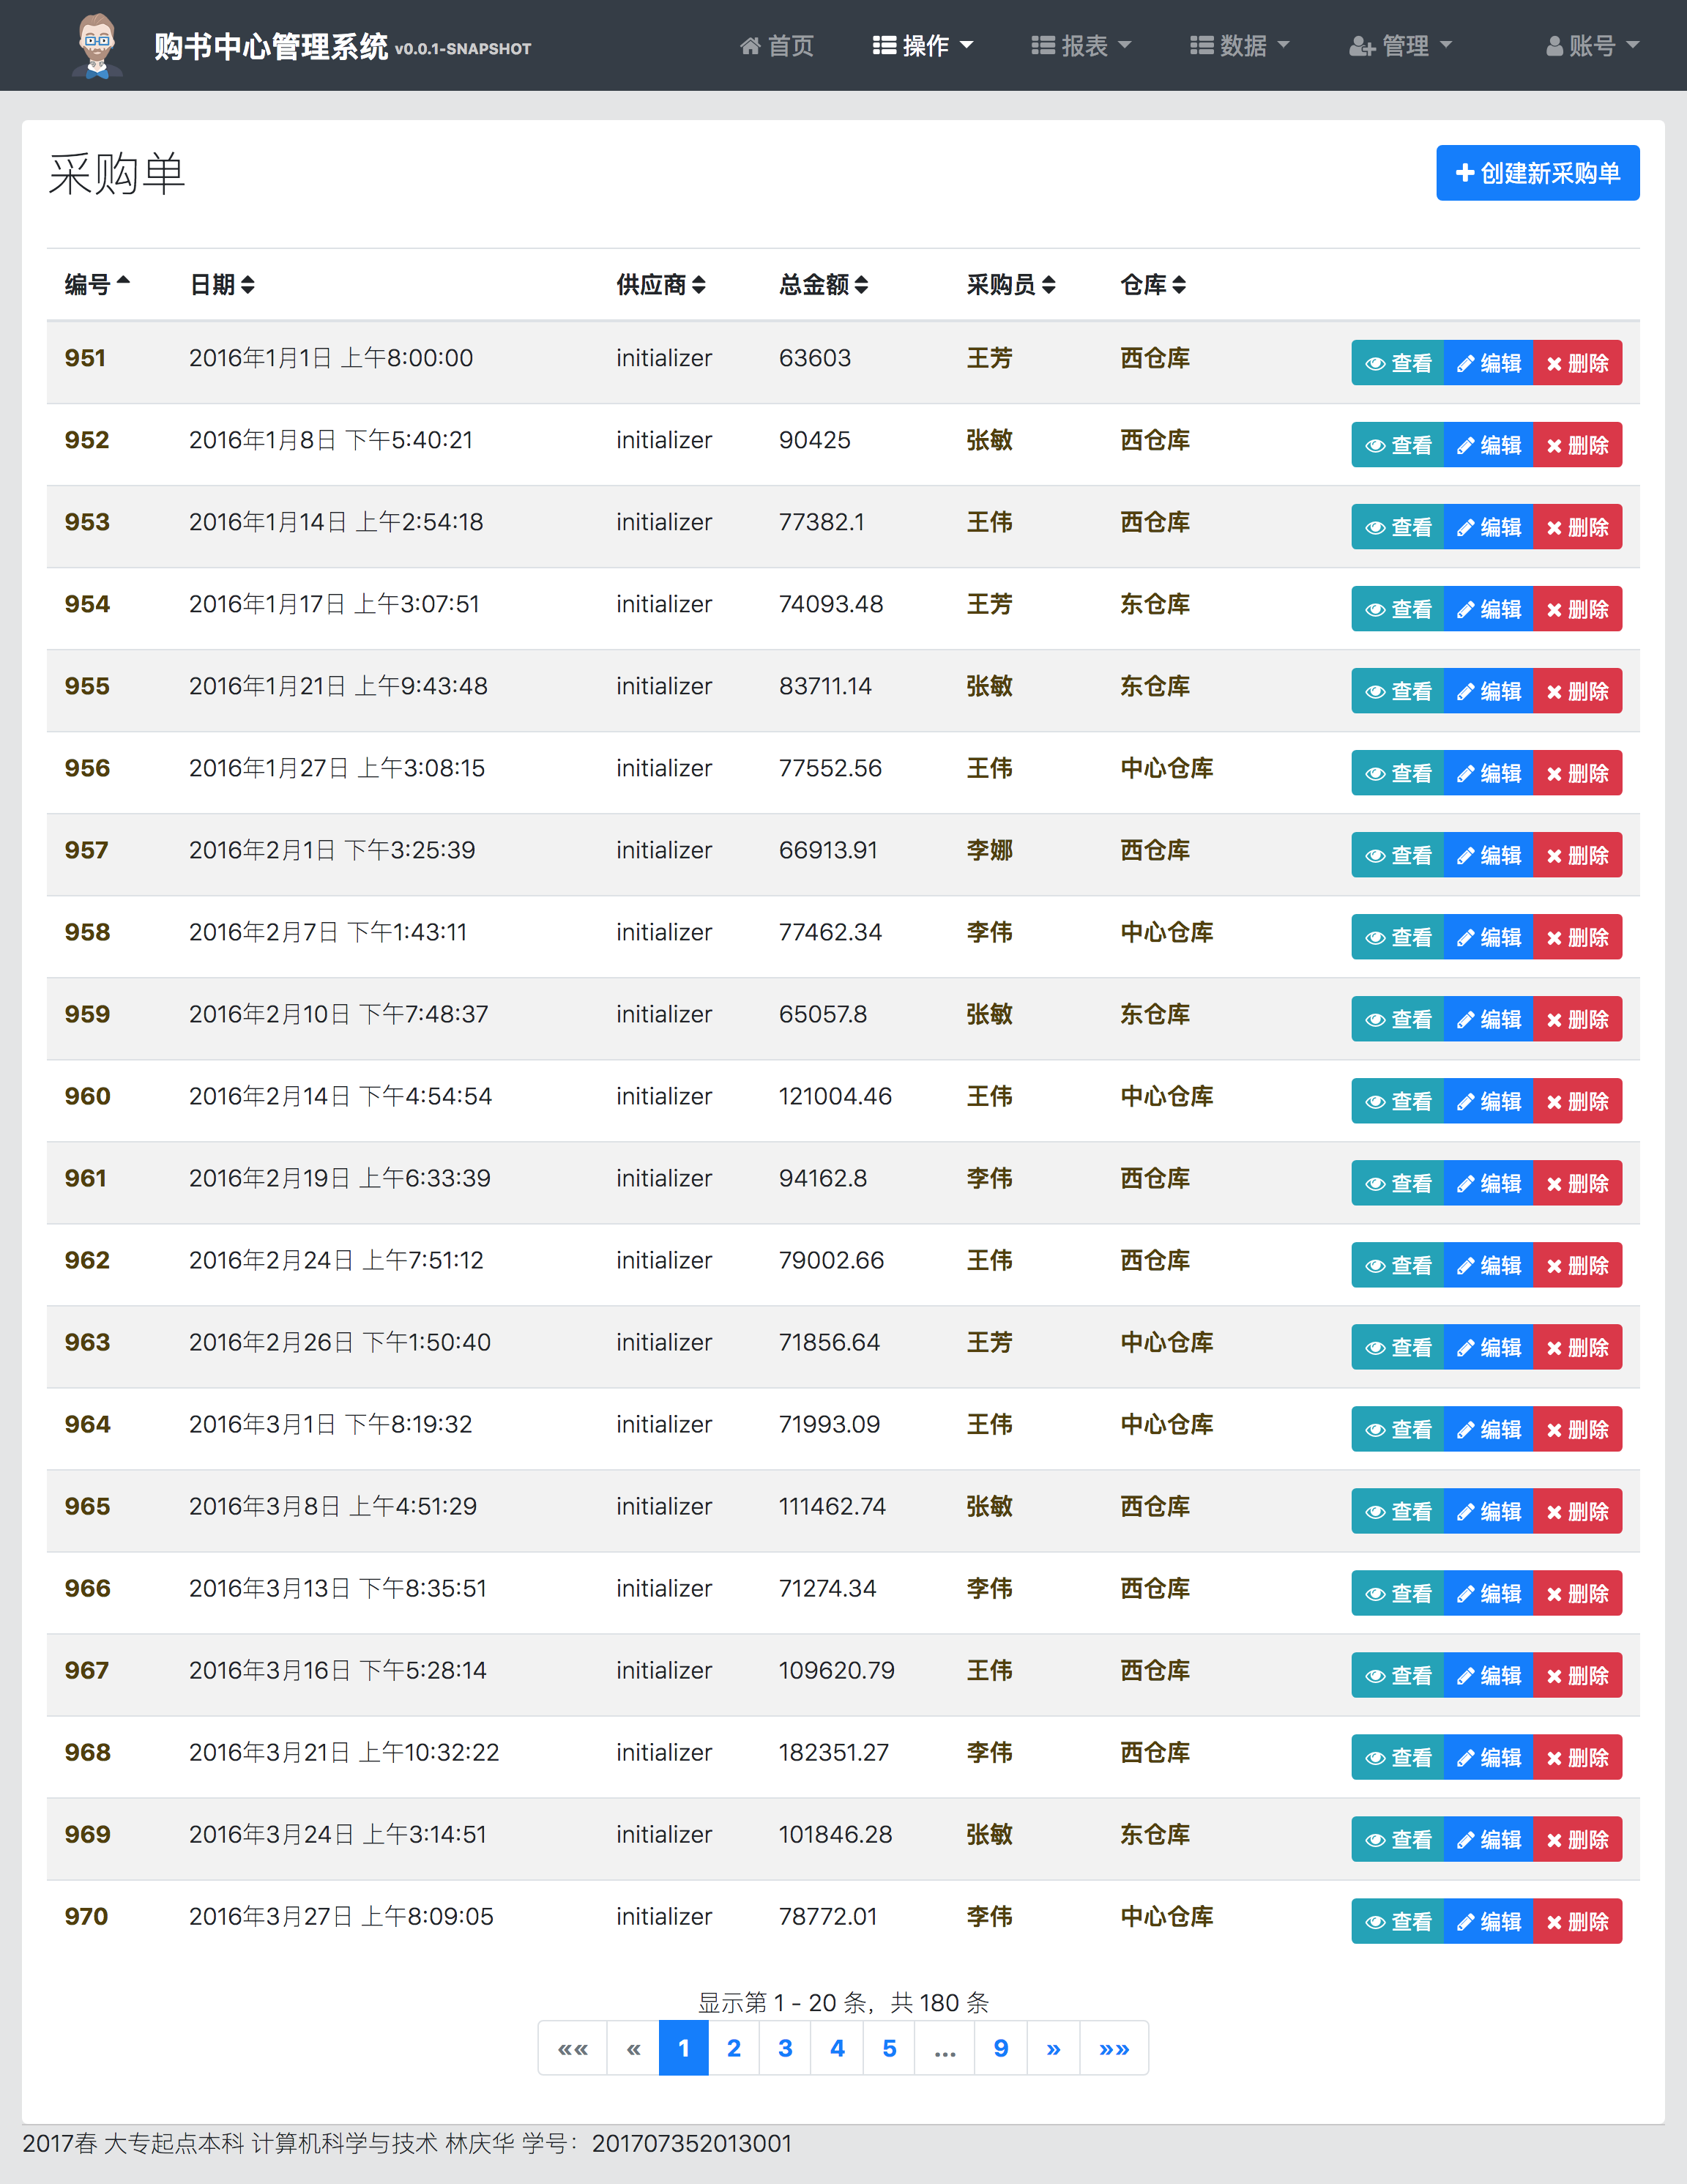 购书中心管理系统 v0.0.1-SNAPSHOT 首页 操作 报表 数据 管理 账号
采购单 创建新采购单
编号 日期 供应商 总金额 采购员 仓库
951 2016年1月1日 上午8:00:00 initializer 63603 王芳 西仓库 查看 编辑 删除
952 2016年1月8日 下午5:40:21 initializer 90425 张敏 西仓库 查看 编辑 删除
953 2016年1月14日 上午2:54:18 initializer 77382.1 王伟 西仓库 查看 编辑 删除
954 2016年1月17日 上午3:07:51 initializer 74093.48 王芳 东仓库 查看 编辑 删除
955 2016年1月21日 上午9:43:48 initializer 83711.14 张敏 东仓库 查看 编辑 删除
956 2016年1月27日 上午3:08:15 initializer 77552.56 王伟 中心仓库 查看 编辑 删除
957 2016年2月1日 下午3:25:39 initializer 66913.91 李娜 西仓库 查看 编辑 删除
958 2016年2月7日 下午1:43:11 initializer 77462.34 李伟 中心仓库 查看 编辑 删除
959 2016年2月10日 下午7:48:37 initializer 65057.8 张敏 东仓库 查看 编辑 删除
960 2016年2月14日 下午4:54:54 initializer 121004.46 王伟 中心仓库 查看 编辑 删除
961 2016年2月19日 上午6:33:39 initializer 94162.8 李伟 西仓库 查看 编辑 删除
962 2016年2月24日 上午7:51:12 initializer 79002.66 王伟 西仓库 查看 编辑 删除
963 2016年2月26日 下午1:50:40 initializer 71856.64 王芳 中心仓库 查看 编辑 删除
964 2016年3月1日 下午8:19:32 initializer 71993.09 王伟 中心仓库 查看 编辑 删除
965 2016年3月8日 上午4:51:29 initializer 111462.74 张敏 西仓库 查看 编辑 删除
966 2016年3月13日 下午8:35:51 initializer 71274.34 李伟 西仓库 查看 编辑 删除
967 2016年3月16日 下午5:28:14 initializer 109620.79 王伟 西仓库 查看 编辑 删除
968 2016年3月21日 上午10:32:22 initializer 182351.27 李伟 西仓库 查看 编辑 删除
969 2016年3月24日 上午3:14:51 initializer 101846.28 张敏 东仓库 查看 编辑 删除
970 2016年3月27日 上午8:09:05 initializer 78772.01 李伟 中心仓库 查看 编辑 删除
显示第 1 - 20 条，共 180 条
«« « 1 2 3 4 5 ... 9 » »»
2017春 大专起点本科 计算机科学与技术 林庆华 学号：201707352013001